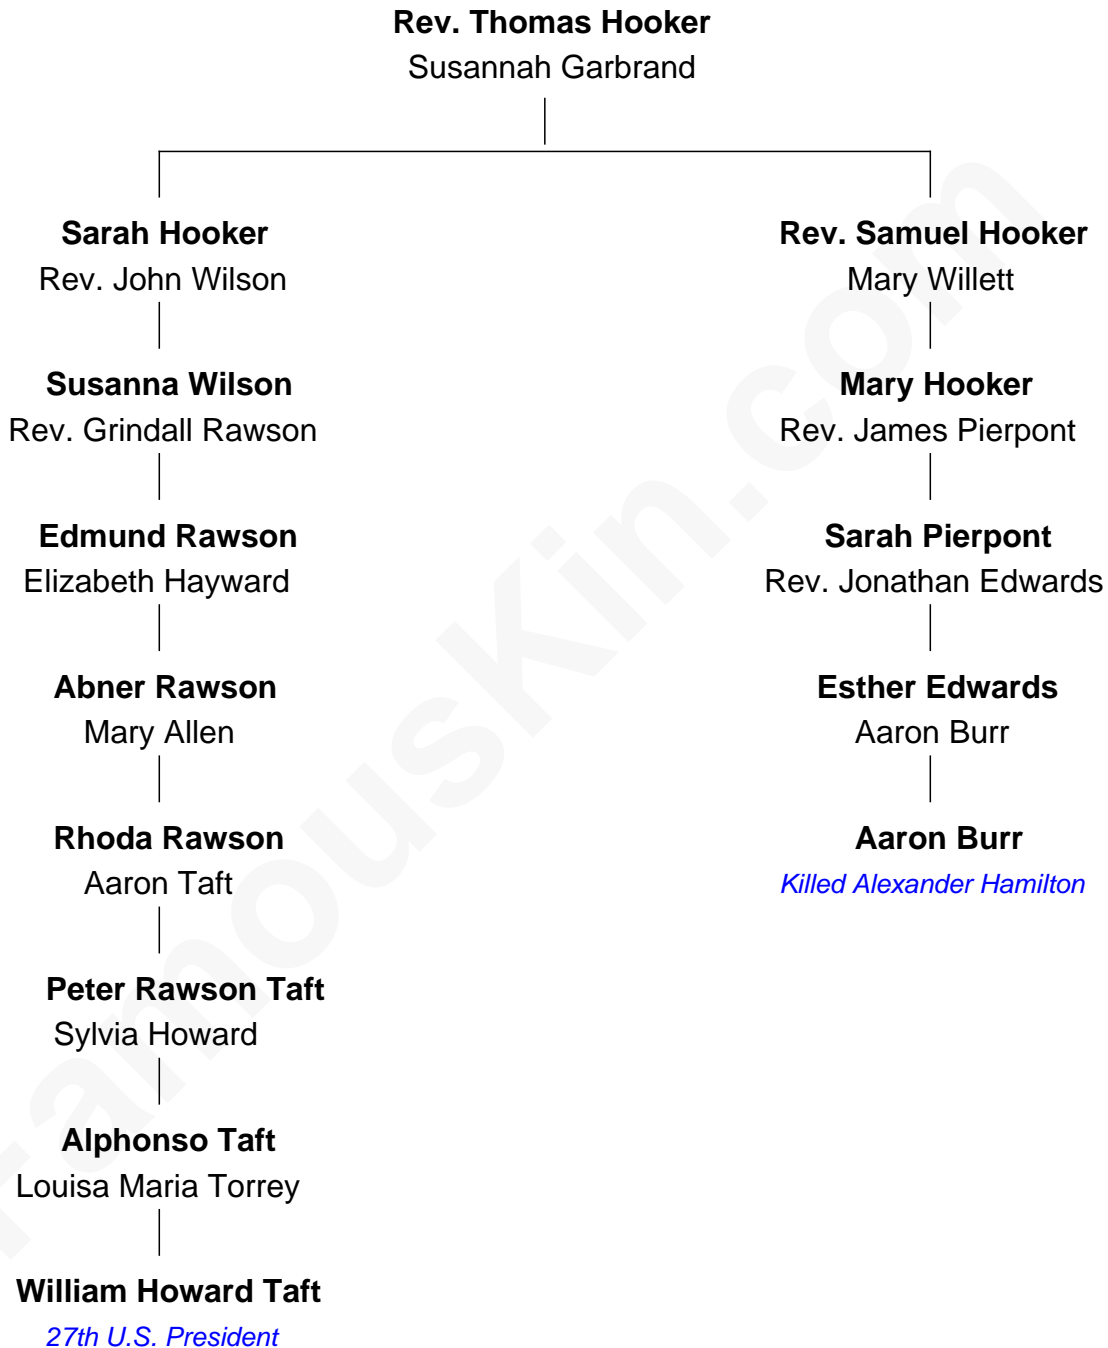 Rev. Thomas Hooker
Susannah Garbrand
Sarah Hooker
Rev. John Wilson
Susanna Wilson
Rev. Grindall Rawson
Edmund Rawson
Elizabeth Hayward
Abner Rawson
Mary Allen
Rhoda Rawson
Aaron Taft
Peter Rawson Taft
Sylvia Howard
Alphonso Taft
Louisa Maria Torrey
William Howard Taft
27th U.S. President
Rev. Samuel Hooker
Mary Willett
Mary Hooker
Rev. James Pierpont
Sarah Pierpont
Rev. Jonathan Edwards
Esther Edwards
Aaron Burr
Aaron Burr
Killed Alexander Hamilton
FamousKin.com